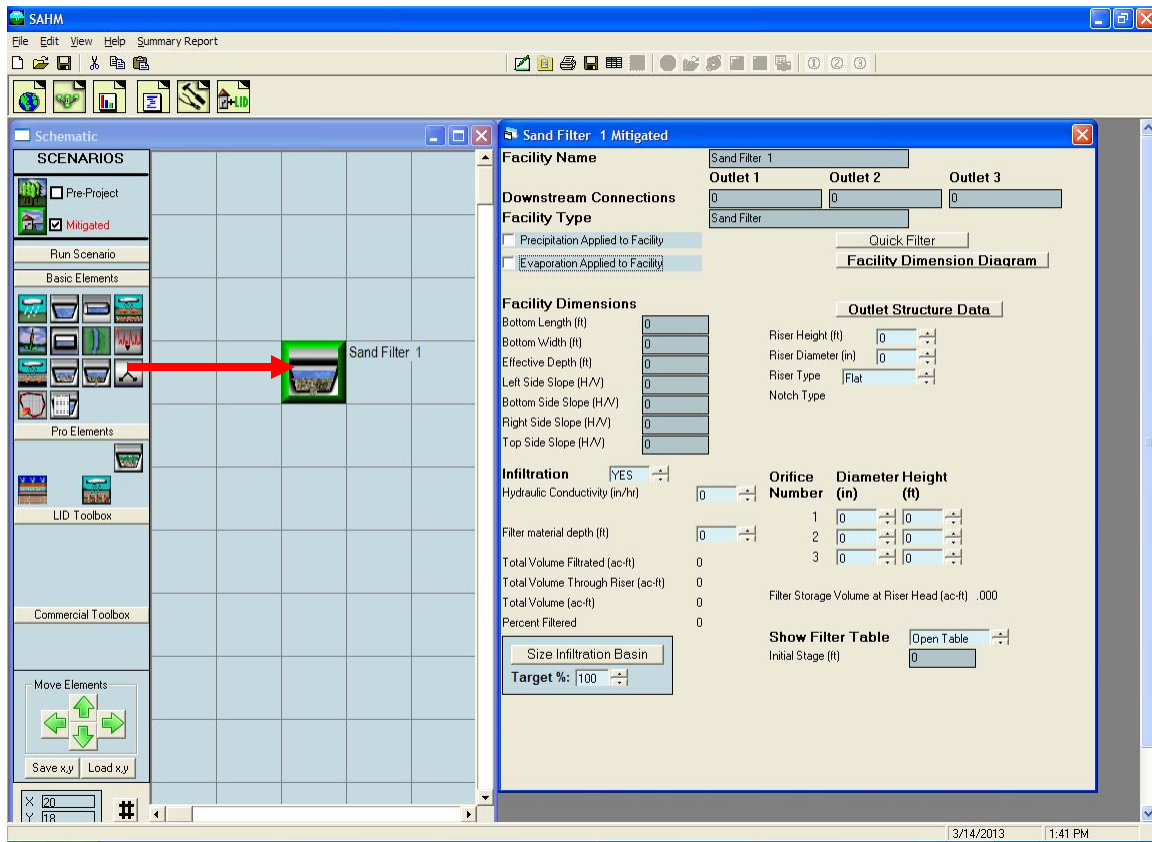 SAHM
File Edit View Help Summary Report
Schematic
SCENARIOS
Pre-Project
Mitigated
Run Scenario
Basic Elements
Pro Elements
LID Toolbox
Commercial Toolbox
Move Elements
Save x,y Load x,y
X 20
Y 18
#
Sand Filter 1
+LID
1 2 3
Sand Filter 1 Mitigated
Facility Name Sand Filter 1
Outlet 1 Outlet 2 Outlet 3
Downstream Connections 0 0 0
Facility Type Sand Filter
Precipitation Applied to Facility Quick Filter
Evaporation Applied to Facility Facility Dimension Diagram
Facility Dimensions Outlet Structure Data
Bottom Length (ft) 0
Bottom Width (ft) 0
Effective Depth (ft) 0
Left Side Slope (H/V) 0
Bottom Side Slope (H/V) 0
Right Side Slope (H/V) 0
Top Side Slope (H/V) 0
Riser Height (ft) 0
Riser Diameter (in) 0
Riser Type Flat
Notch Type
Infiltration YES
Hydraulic Conductivity (in/hr) 0
Filter material depth (ft) 0
Total Volume Filtrated (ac-ft) 0
Total Volume Through Riser (ac-ft) 0
Total Volume (ac-ft) 0
Percent Filtered 0
Size Infiltration Basin
Target %: 100
Orifice Diameter Height
Number (in) (ft)
1 0 0
2 0 0
3 0 0
Filter Storage Volume at Riser Head (ac-ft) .000
Show Filter Table Open Table
Initial Stage (ft) 0
3/14/2013 1:41 PM